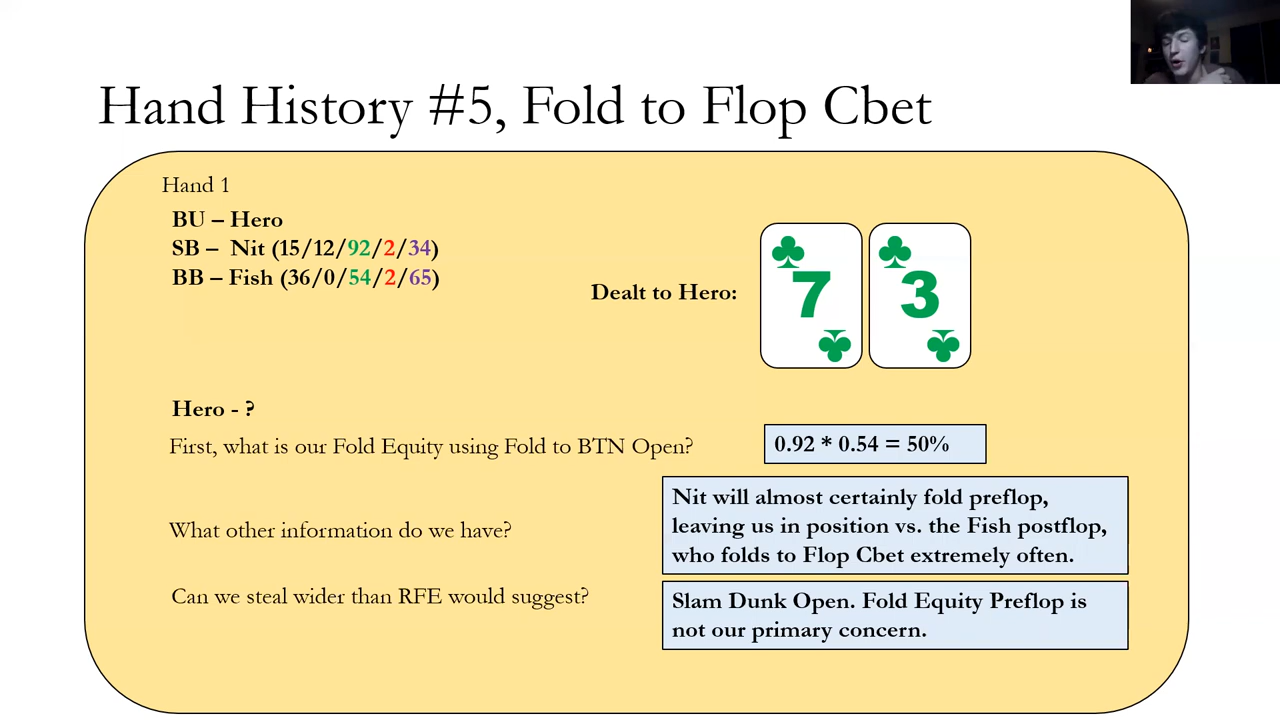 Hand History #5, Fold to Flop Cbet
Hand 1
BU – Hero
SB – Nit (15/12/92/2/34)
BB – Fish (36/0/54/2/65)
Dealt to Hero:
7
3
Hero - ?
First, what is our Fold Equity using Fold to BTN Open?
0.92 * 0.54 = 50%
What other information do we have?
Nit will almost certainly fold preflop,
leaving us in position vs. the Fish postflop,
who folds to Flop Cbet extremely often.
Can we steal wider than RFE would suggest?
Slam Dunk Open. Fold Equity Preflop is
not our primary concern.